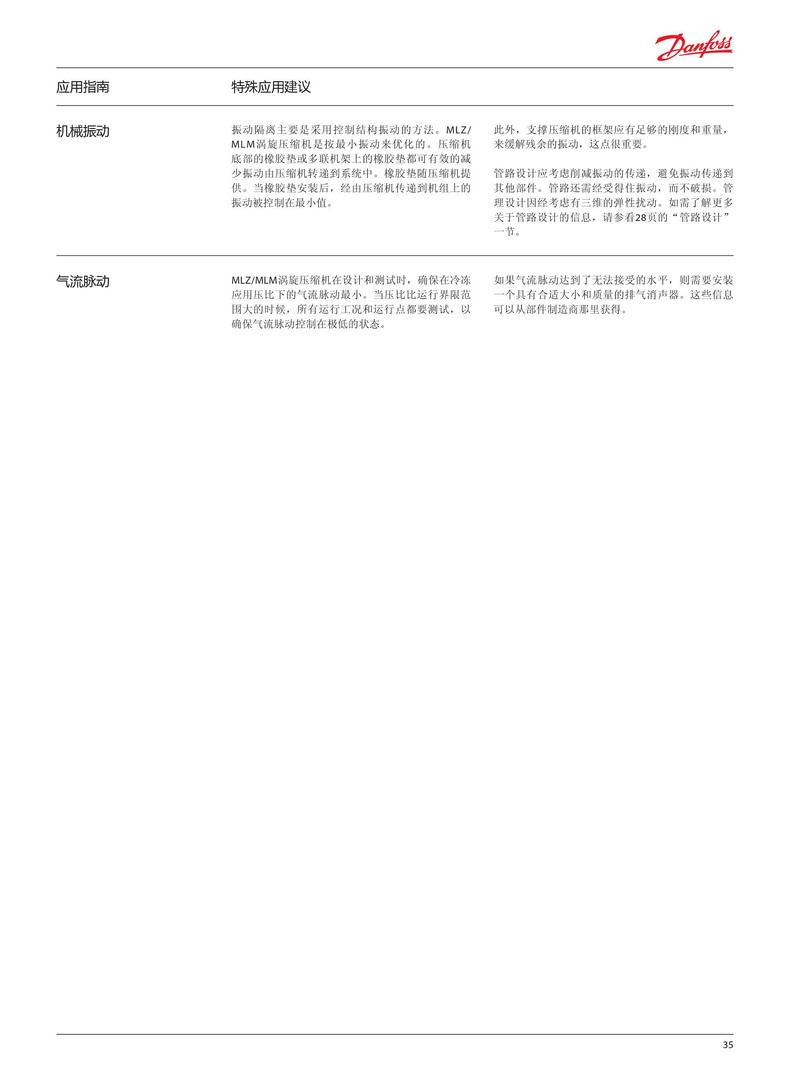 Danfoss
应用指南
特殊应用建议
机械振动
振动隔离主要是采用控制结构振动的方法。MLZ/
MLM涡旋压缩机是按最小振动来优化的。压缩机
底部的橡胶垫或多联机架上的橡胶垫都可有效的减
少振动由压缩机转递到系统中。橡胶垫随压缩机提
供。当橡胶垫安装后，经由压缩机传递到机组上的
振动被控制在最小值。
此外，支撑压缩机的框架应有足够的刚度和重量，
来缓解残余的振动，这点很重要。
管路设计应考虑削减振动的传递，避免振动传递到
其他部件。管路还需经受得住振动，而不破损。管
理设计因经考虑有三维的弹性扰动。如需了解更多
关于管路设计的信息，请参看28页的“管路设计”
一节。
气流脉动
MLZ/MLM涡旋压缩机在设计和测试时，确保在冷冻
应用压比下的气流脉动最小。当压比比运行界限范
围大的时候，所有运行工况和运行点都要测试，以
确保气流脉动控制在极低的状态。
如果气流脉动达到了无法接受的水平，则需要安装
一个具有合适大小和质量的排气消声器。这些信息
可以从部件制造商那里获得。
35